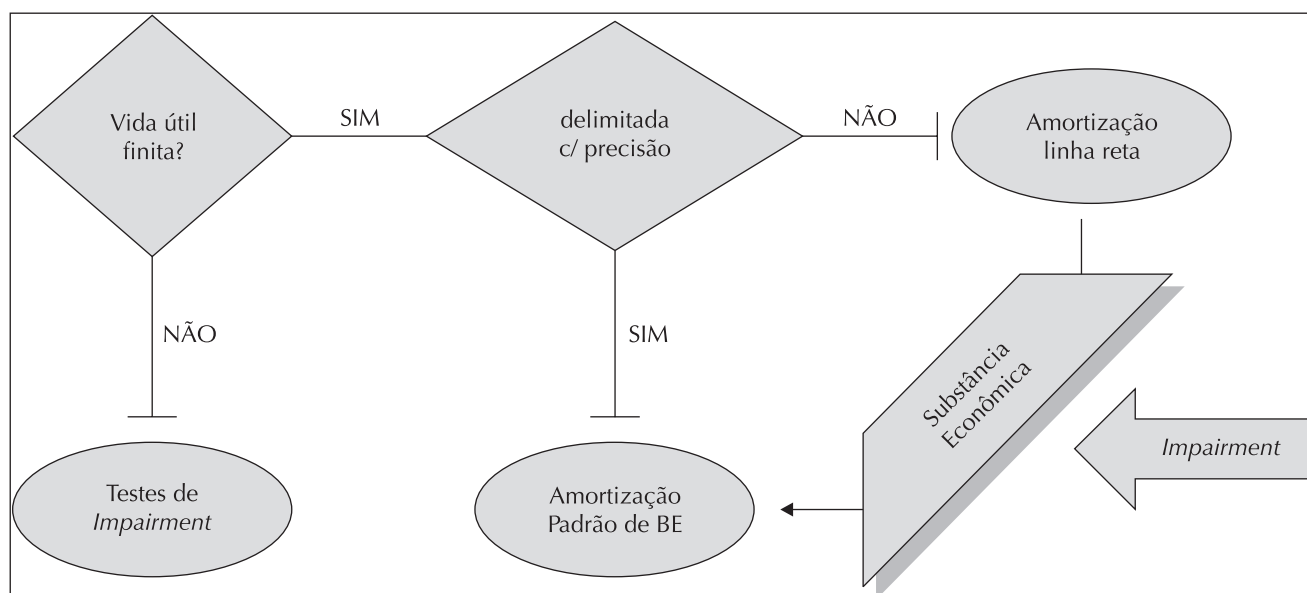 Vida útil
finita?
SIM
delimitada
c/ precisão
NÃO
Amortização
linha reta
NÃO
SIM
Substância
Econômica
Impairment
Testes de
Impairment
Amortização
Padrão de BE